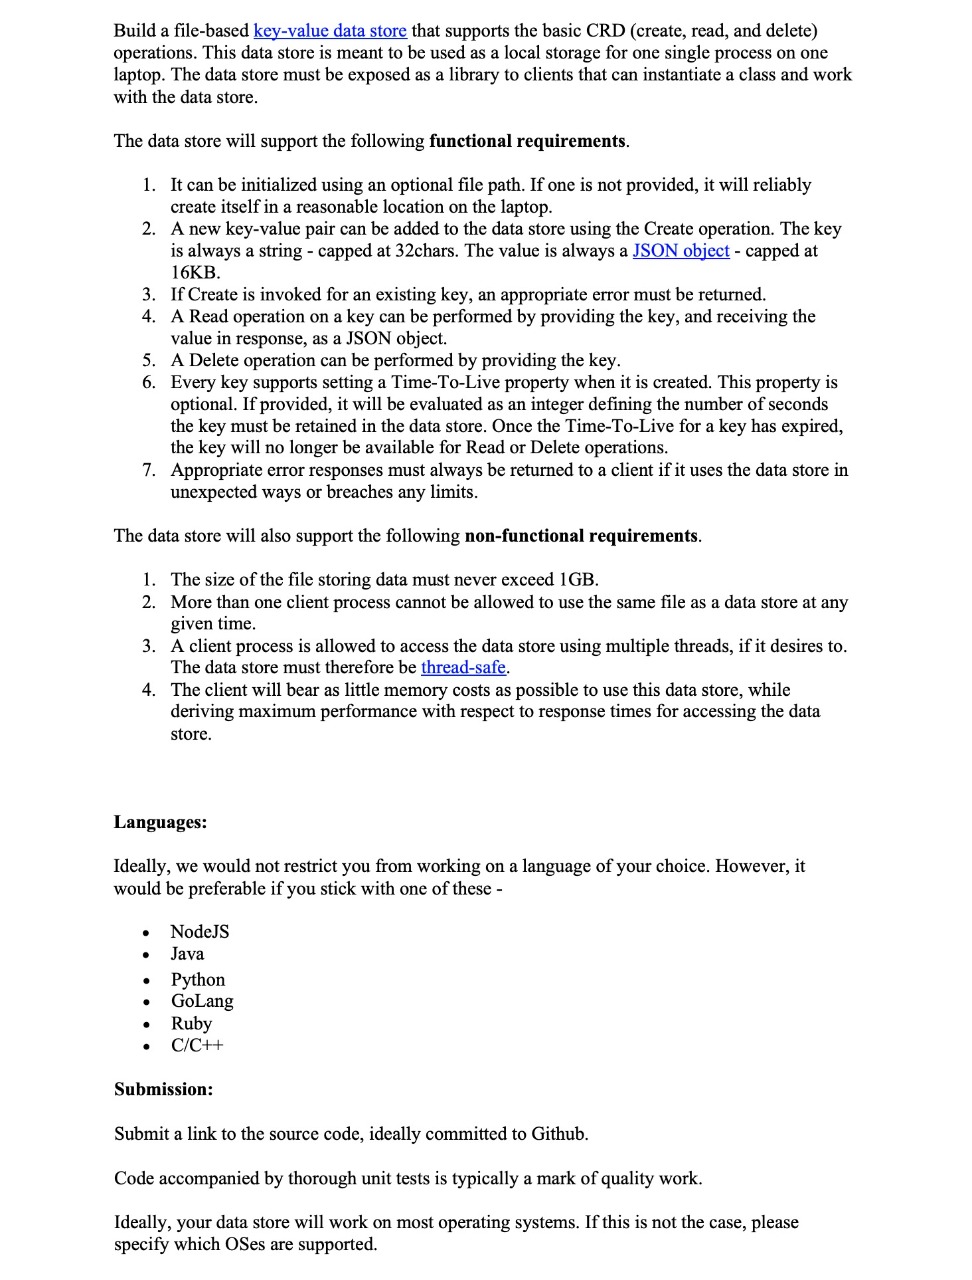 Build a file-based key-value data store that supports the basic CRD (create, read, and delete)
operations. This data store is meant to be used as a local storage for one single process on one
laptop. The data store must be exposed as a library to clients that can instantiate a class and work
with the data store.
The data store will support the following functional requirements.
1. It can be initialized using an optional file path. If one is not provided, it will reliably
create itself in a reasonable location on the laptop.
2. A new key-value pair can be added to the data store using the Create operation. The key
is always a string - capped at 32chars. The value is always a JSON object - capped at
16KB.
3. If Create is invoked for an existing key, an appropriate error must be returned.
4. A Read operation on a key can be performed by providing the key, and receiving the
value in response, as a JSON object.
5. A Delete operation can be performed by providing the key.
6. Every key supports setting a Time-To-Live property when it is created. This property is
optional. If provided, it will be evaluated as an integer defining the number of seconds
the key must be retained in the data store. Once the Time-To-Live for a key has expired,
the key will no longer be available for Read or Delete operations.
7. Appropriate error responses must always be returned to a client if it uses the data store in
unexpected ways or breaches any limits.
The data store will also support the following non-functional requirements.
1. The size of the file storing data must never exceed 1GB.
2. More than one client process cannot be allowed to use the same file as a data store at any
given time.
3. A client process is allowed to access the data store using multiple threads, if it desires to.
The data store must therefore be thread-safe.
4. The client will bear as little memory costs as possible to use this data store, while
deriving maximum performance with respect to response times for accessing the data
store.
Languages:
Ideally, we would not restrict you from working on a language of your choice. However, it
would be preferable if you stick with one of these -
• NodeJS
• Java
• Python
• GoLang
• Ruby
• C/C++
Submission:
Submit a link to the source code, ideally committed to Github.
Code accompanied by thorough unit tests is typically a mark of quality work.
Ideally, your data store will work on most operating systems. If this is not the case, please
specify which OSes are supported.